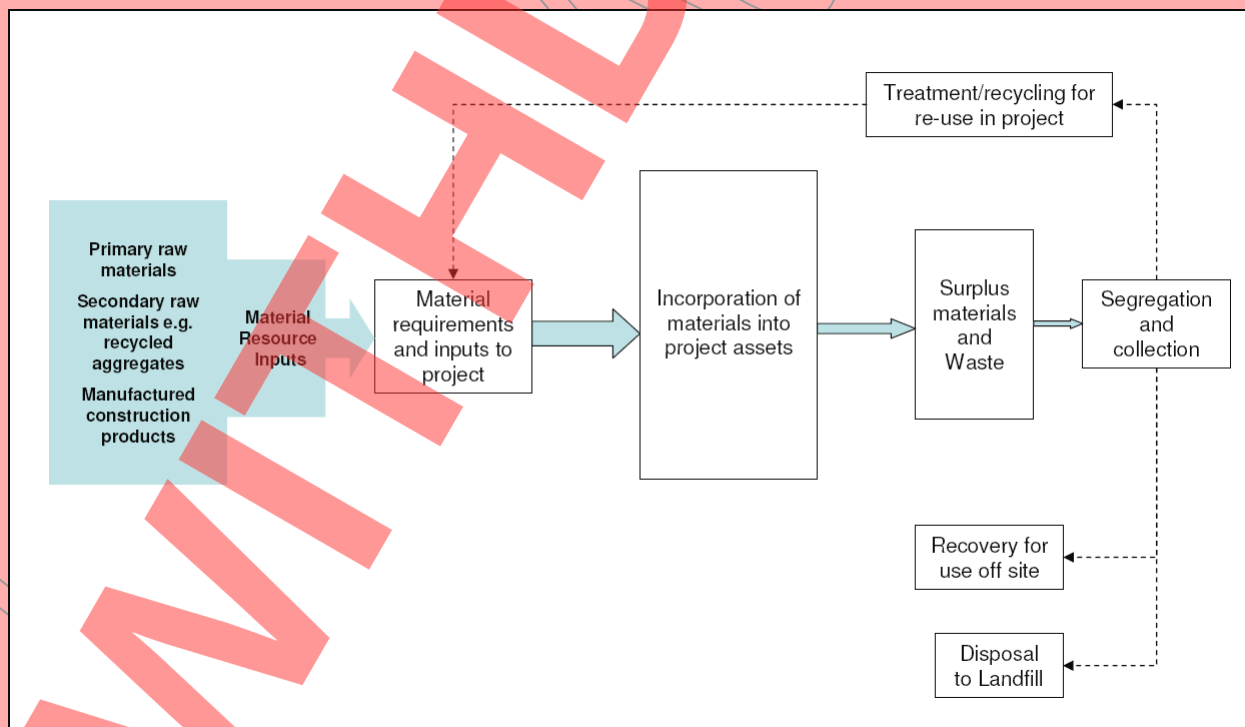 Treatment/recycling for
re-use in project
Primary raw
materials
Secondary raw
materials e.g.
recycled
aggregates
Manufactured
construction
products
Material
Resource
Inputs
Material
requirements
and inputs to
project
Incorporation of
materials into
project assets
Surplus
materials
and
Waste
Segregation
and
collection
Recovery for
use off site
Disposal
to Landfill
WITHD